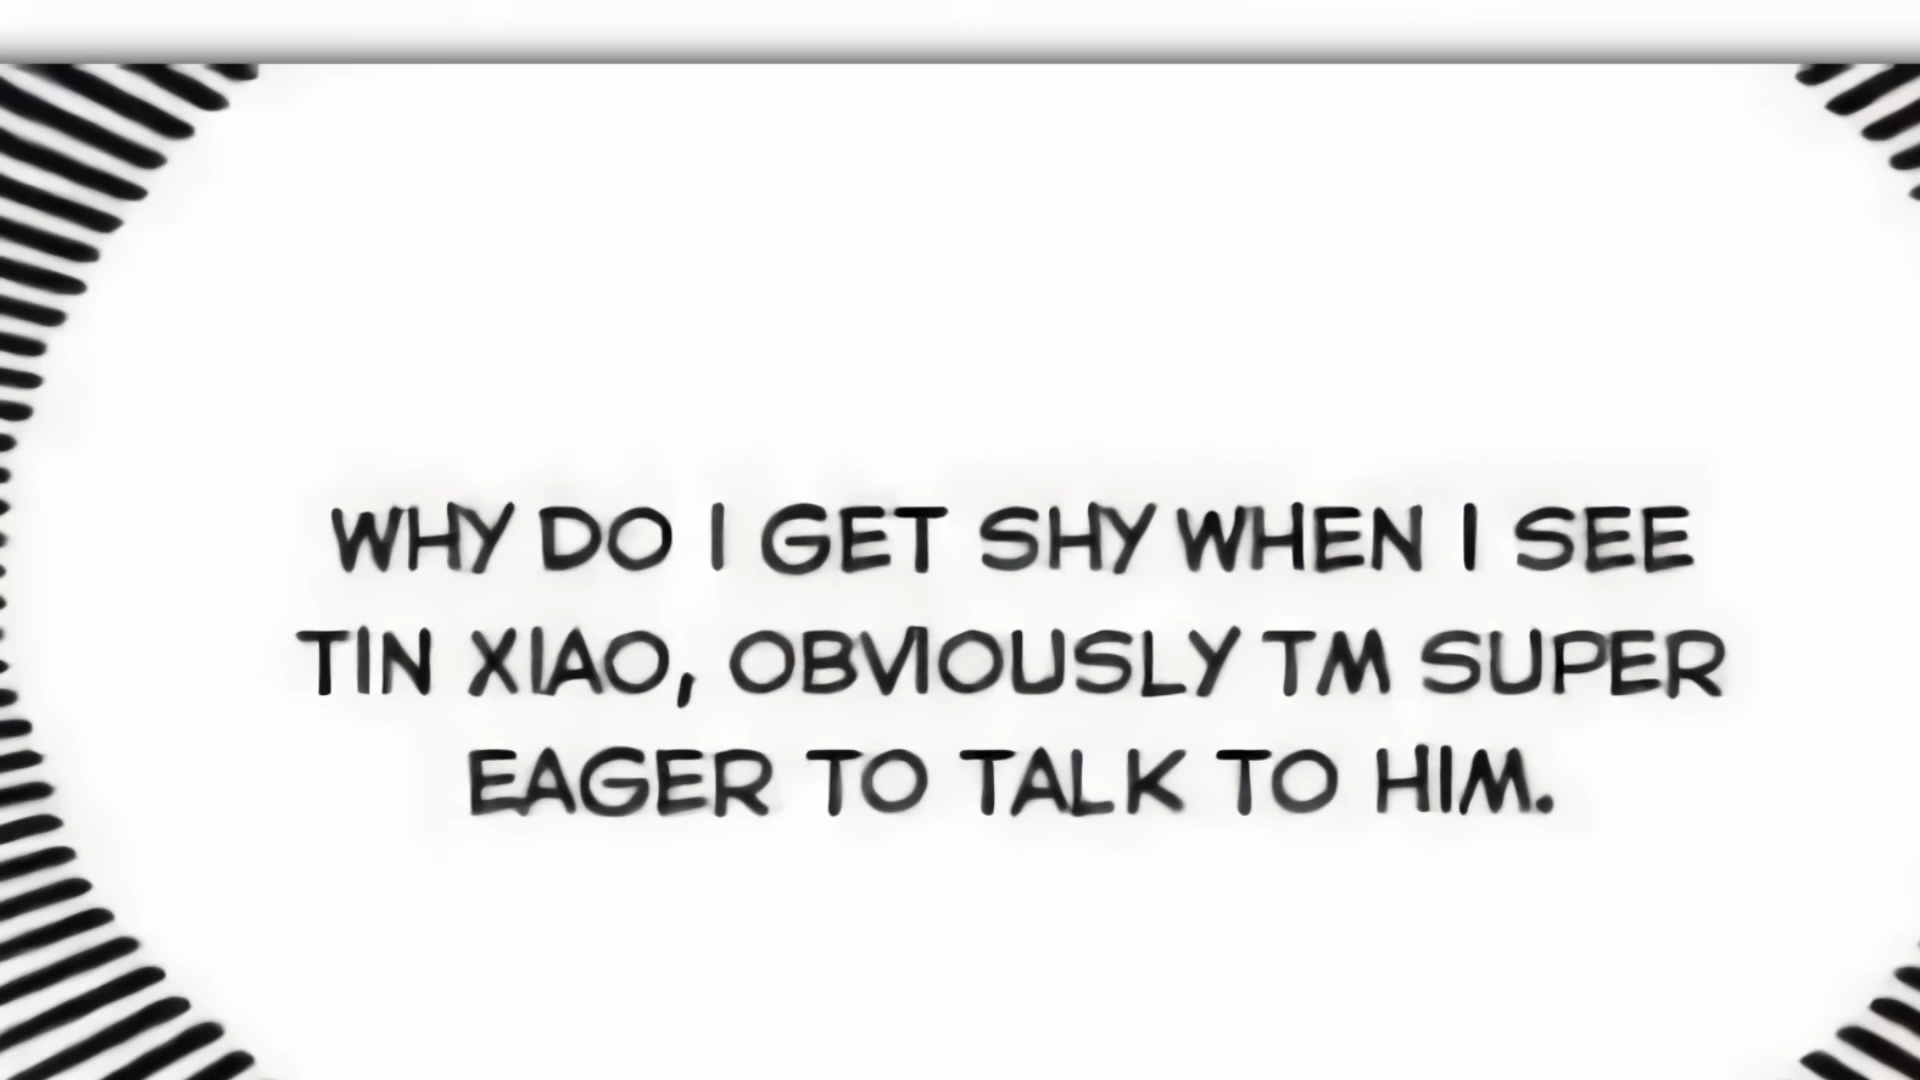 WHY DO I GET SHY WHEN I SEE
TIN XIAO, OBVIOUSLY TM SUPER
EAGER TO TALK TO HIM.